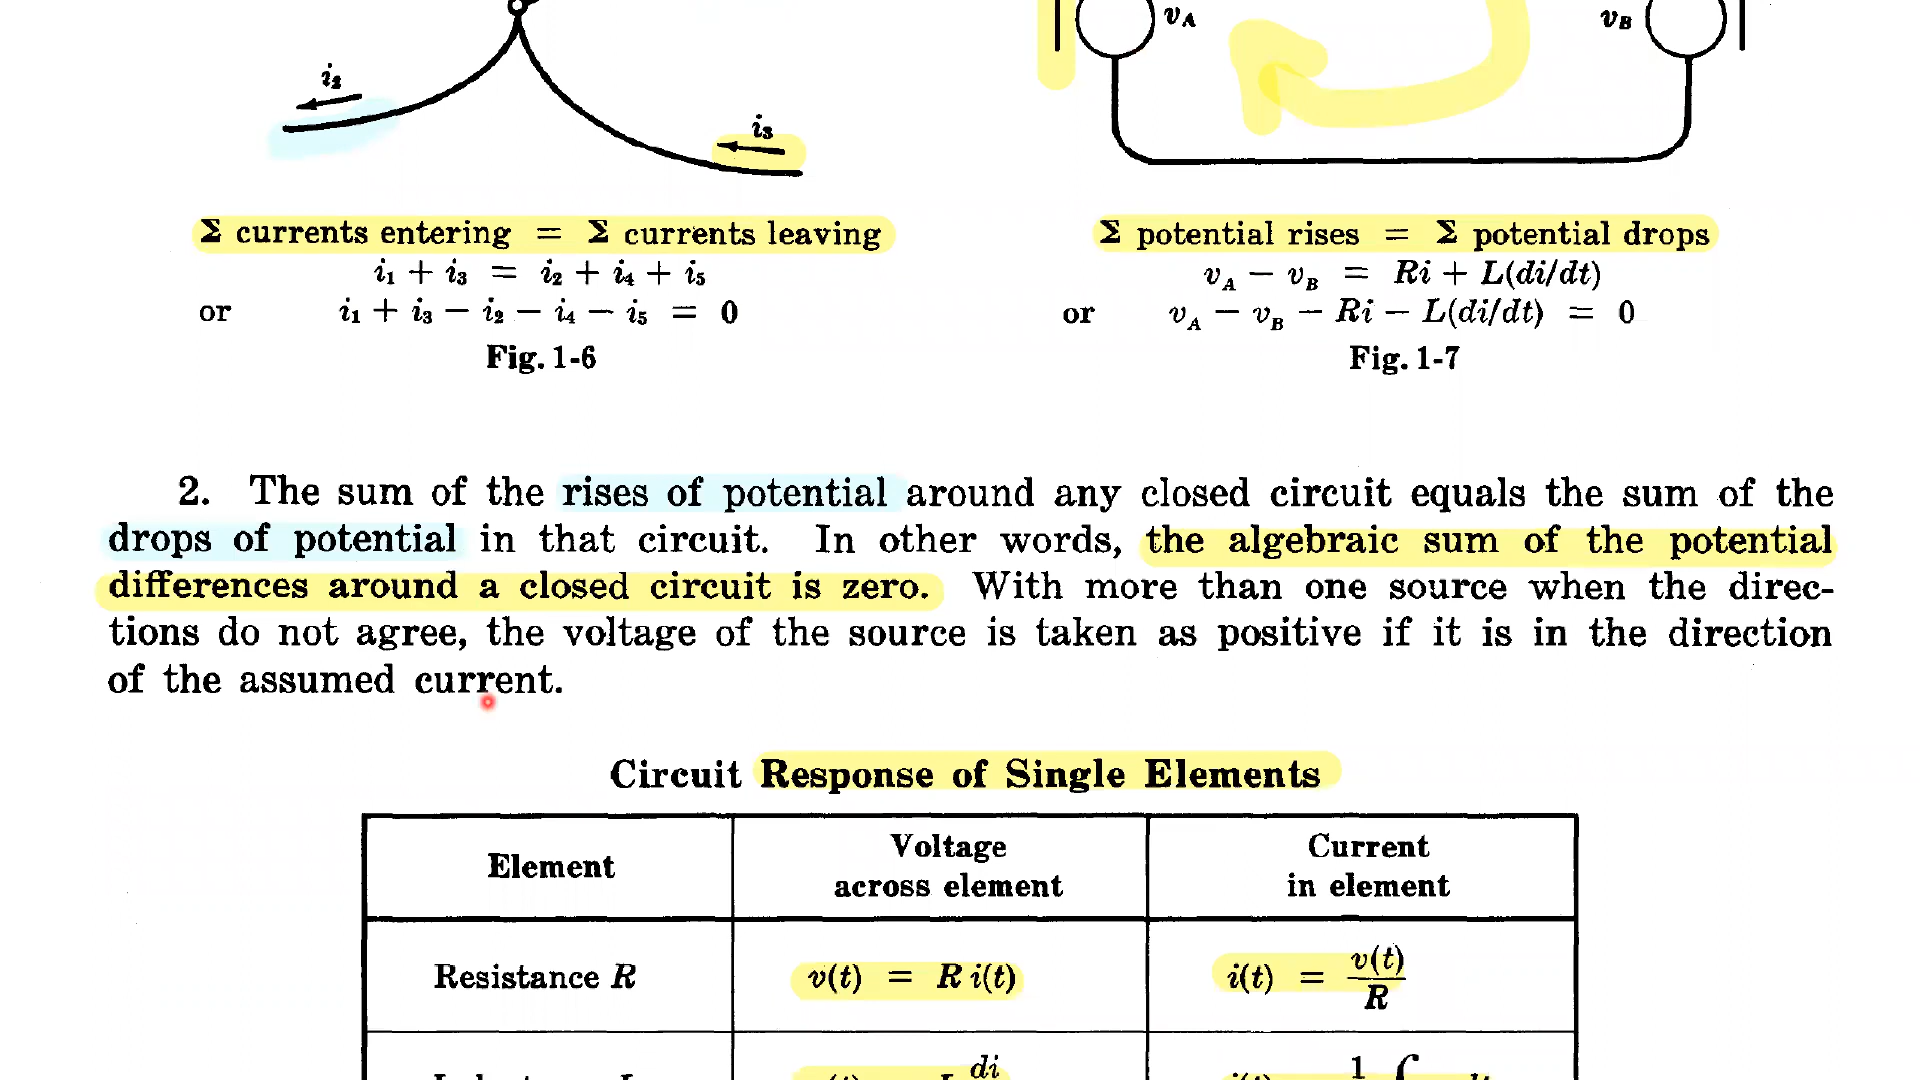 v_A
v_B
i₂
i₃
Σ currents entering = Σ currents leaving
i₁ + i₃ = i₂ + i₄ + i₅
or i₁ + i₃ − i₂ − i₄ − i₅ = 0
Fig. 1-6
Σ potential rises = Σ potential drops
v_A − v_B = Ri + L(di/dt)
or v_A − v_B − Ri − L(di/dt) = 0
Fig. 1-7
2. The sum of the rises of potential around any closed circuit equals the sum of the
drops of potential in that circuit. In other words, the algebraic sum of the potential
differences around a closed circuit is zero. With more than one source when the direc-
tions do not agree, the voltage of the source is taken as positive if it is in the direction
of the assumed current.
Circuit Response of Single Elements
Element
Voltage
across element
Current
in element
Resistance R
v(t) = R i(t)
i(t) = v(t)/R
di
1 ∫